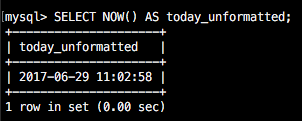 [mysql> SELECT NOW() AS today_unformatted;
+---------------------+
| today_unformatted   |
+---------------------+
| 2017-06-29 11:02:58 |
+---------------------+
1 row in set (0.00 sec)